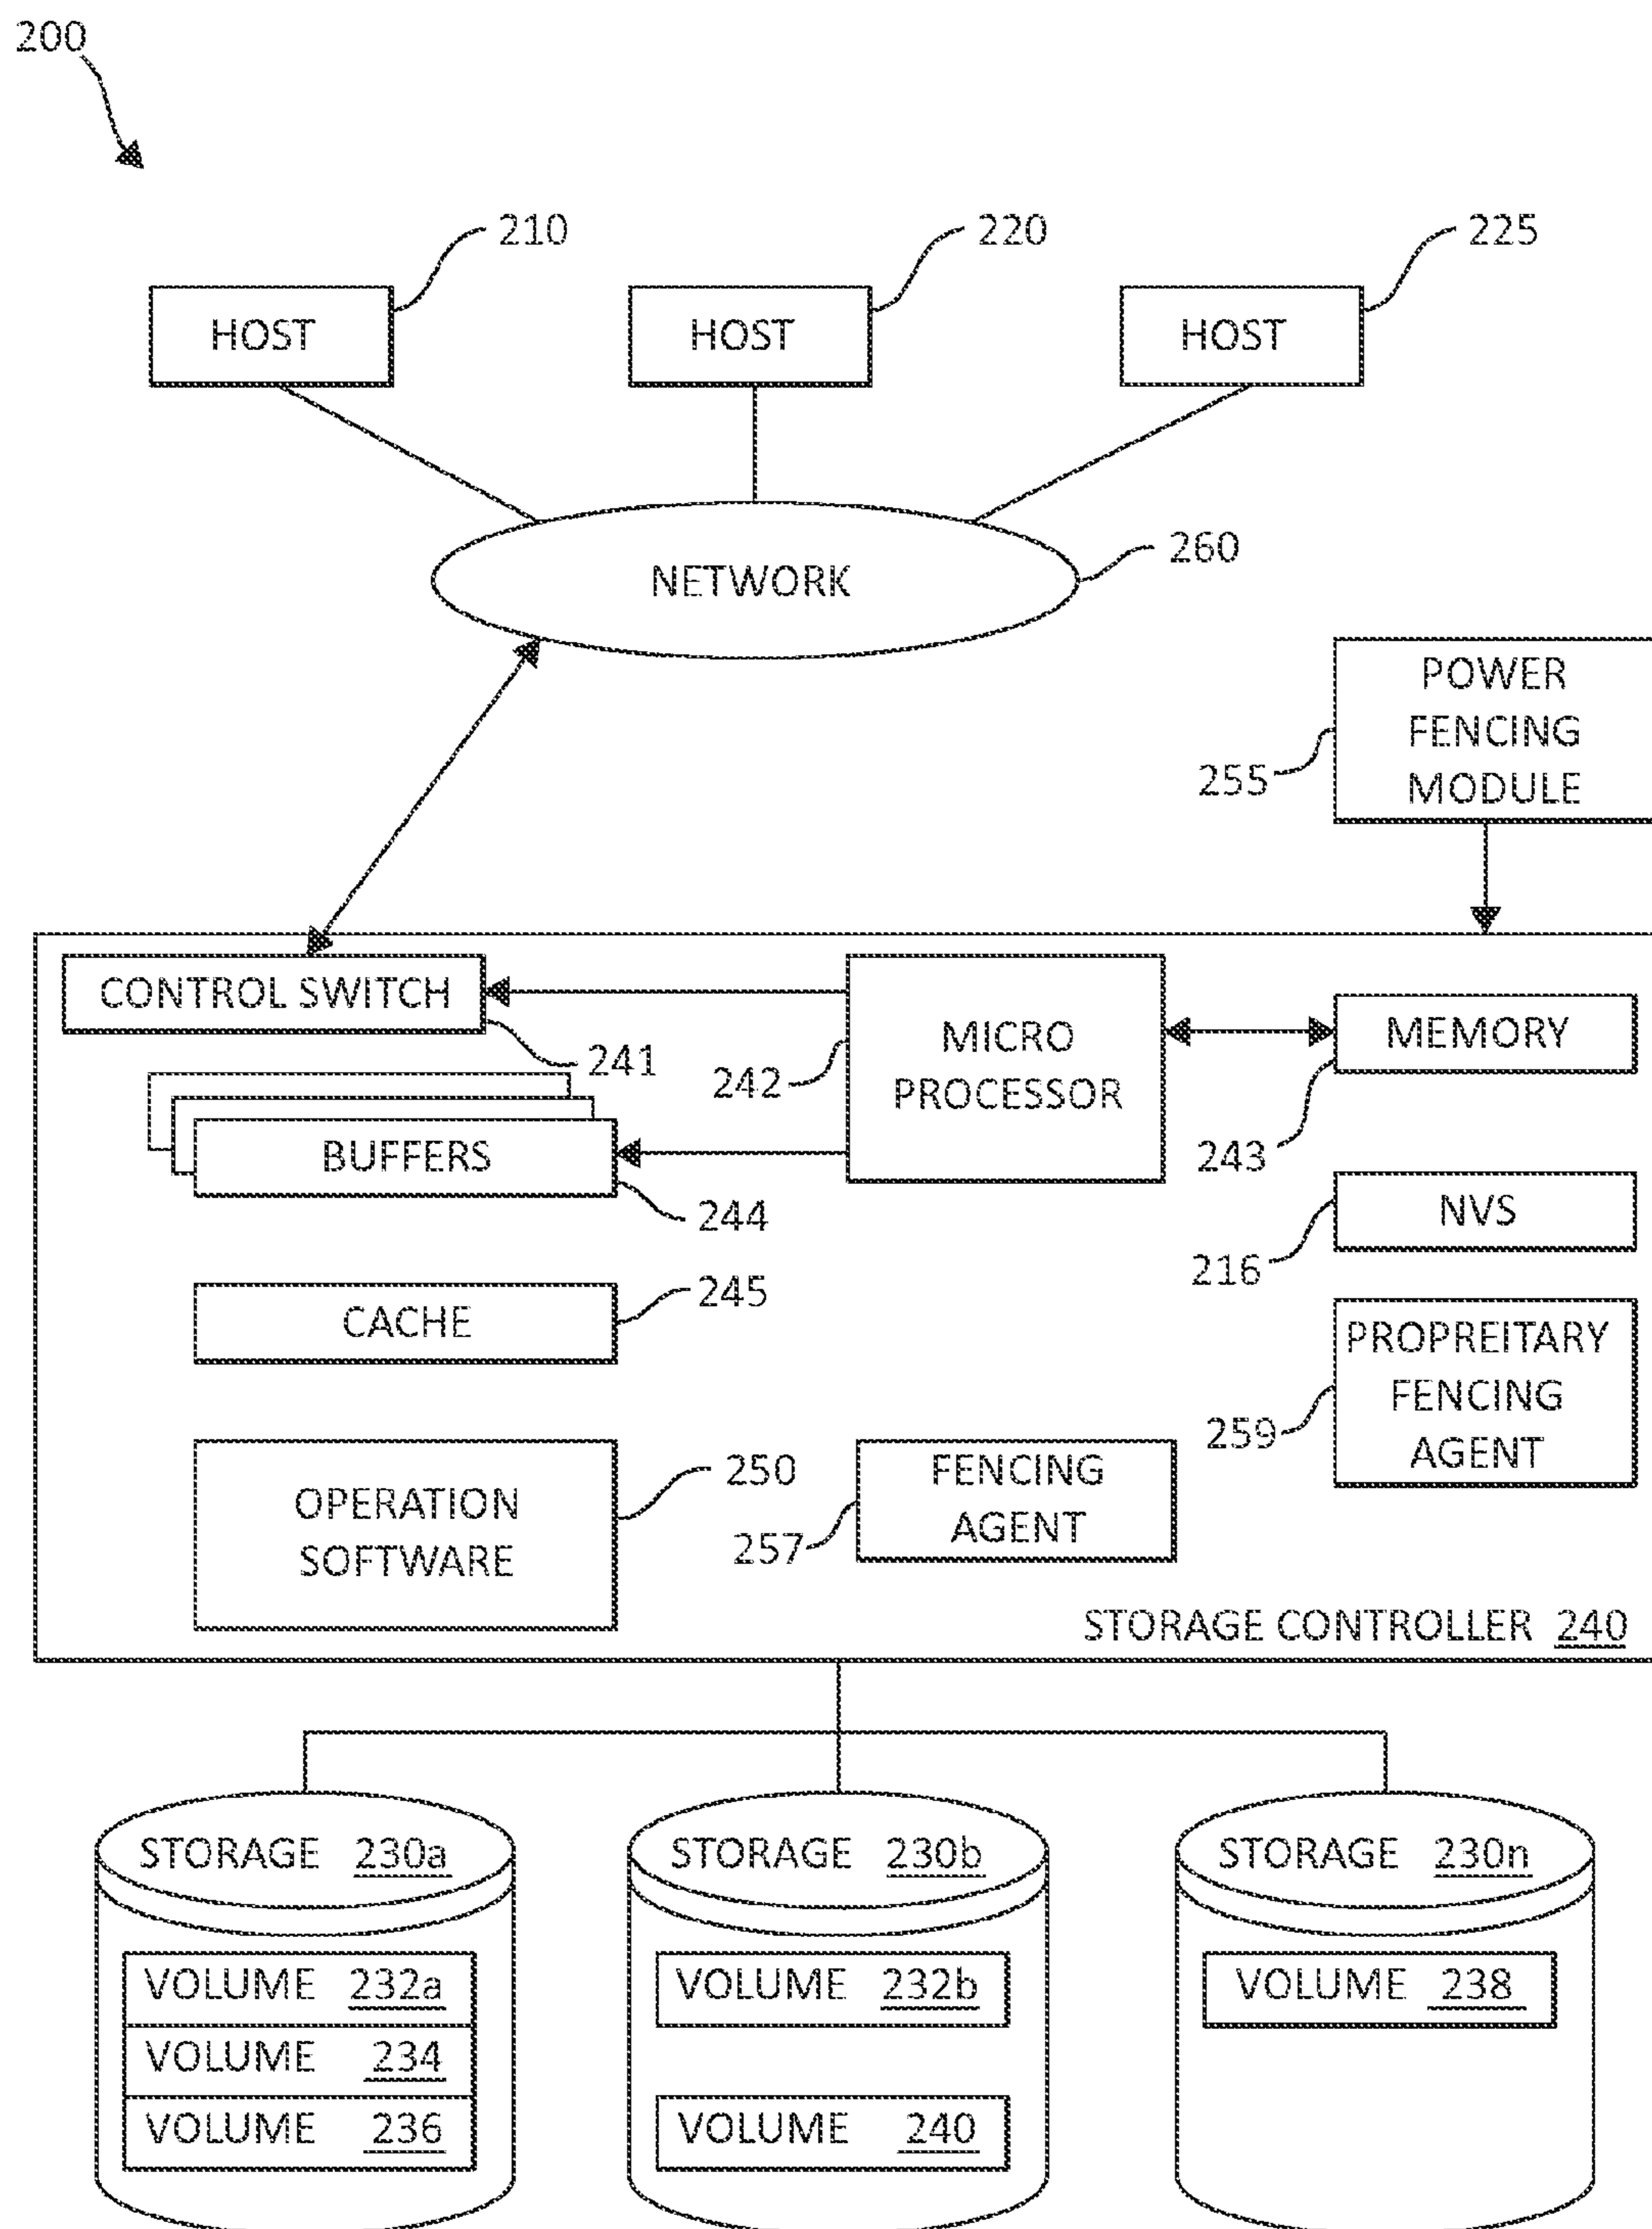 200
210
220
225
HOST
HOST
HOST
NETWORK
260
POWER
FENCING
MODULE
255
CONTROL SWITCH
241
MICRO
PROCESSOR
242
MEMORY
243
BUFFERS
244
NVS
216
CACHE
245
PROPREITARY
FENCING
AGENT
259
OPERATION
SOFTWARE
250
FENCING
AGENT
257
STORAGE CONTROLLER 240
STORAGE 230a
VOLUME 232a
VOLUME 234
VOLUME 236
STORAGE 230b
VOLUME 232b
VOLUME 240
STORAGE 230n
VOLUME 238